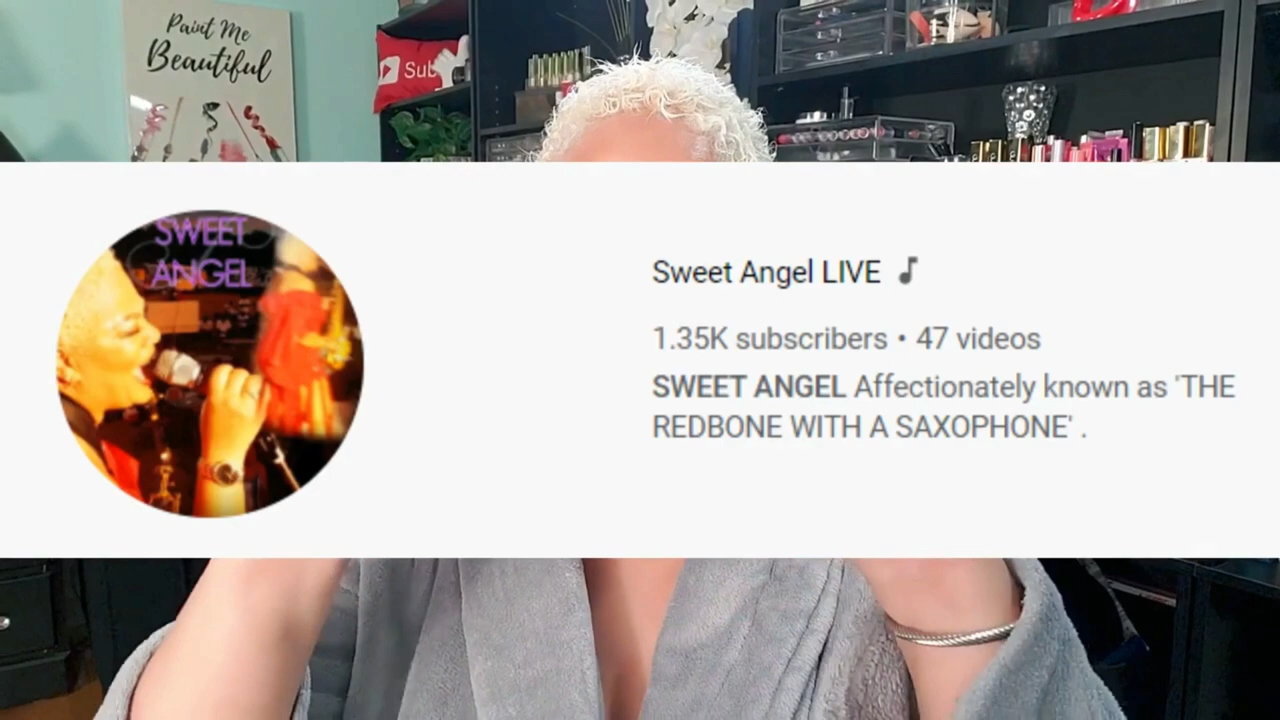 Paint Me
Beautiful
Sub
SWEET
ANGEL
Sweet Angel LIVE
1.35K subscribers • 47 videos
SWEET ANGEL Affectionately known as 'THE
REDBONE WITH A SAXOPHONE' .